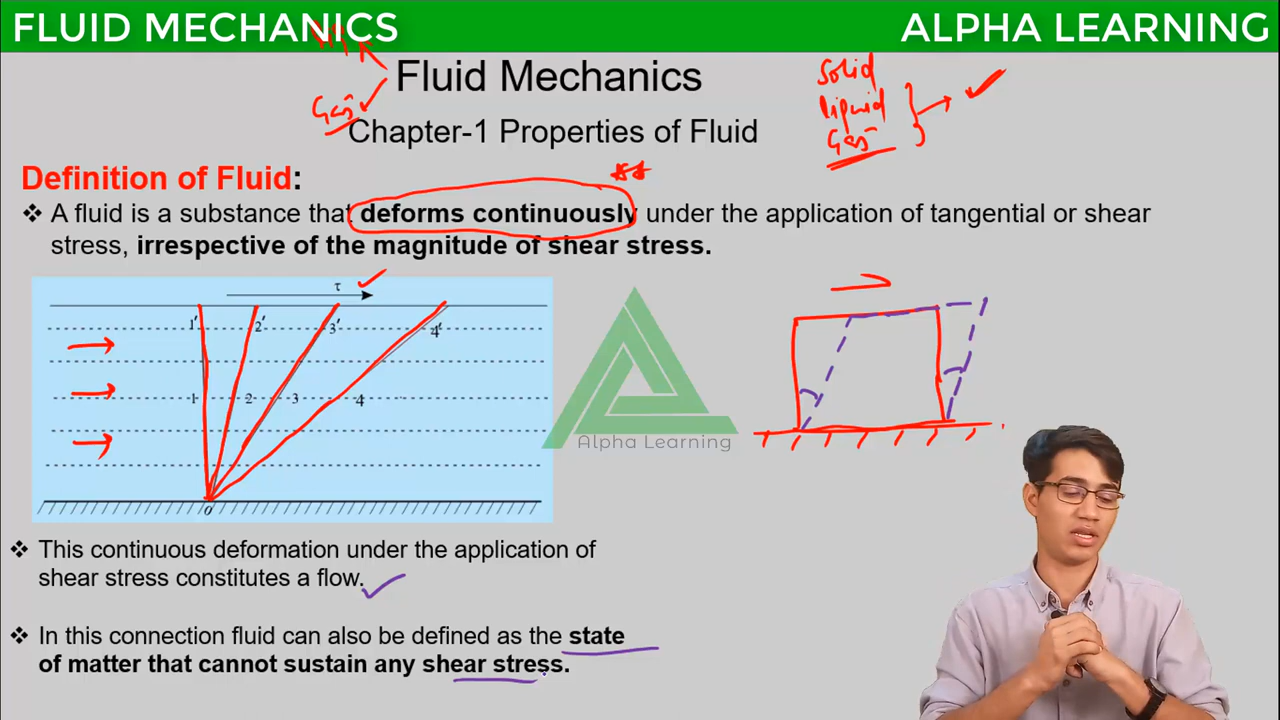 FLUID MECHANICS
ALPHA LEARNING
Fluid Mechanics
Gas
Solid
liquid
Gas
Chapter-1 Properties of Fluid
Definition of Fluid:
❖ A fluid is a substance that deforms continuously under the application of tangential or shear
stress, irrespective of the magnitude of shear stress.
τ
1' 2' 3' 4'
1 2 3 4
0
Alpha Learning
❖ This continuous deformation under the application of
shear stress constitutes a flow.
❖ In this connection fluid can also be defined as the state
of matter that cannot sustain any shear stress.